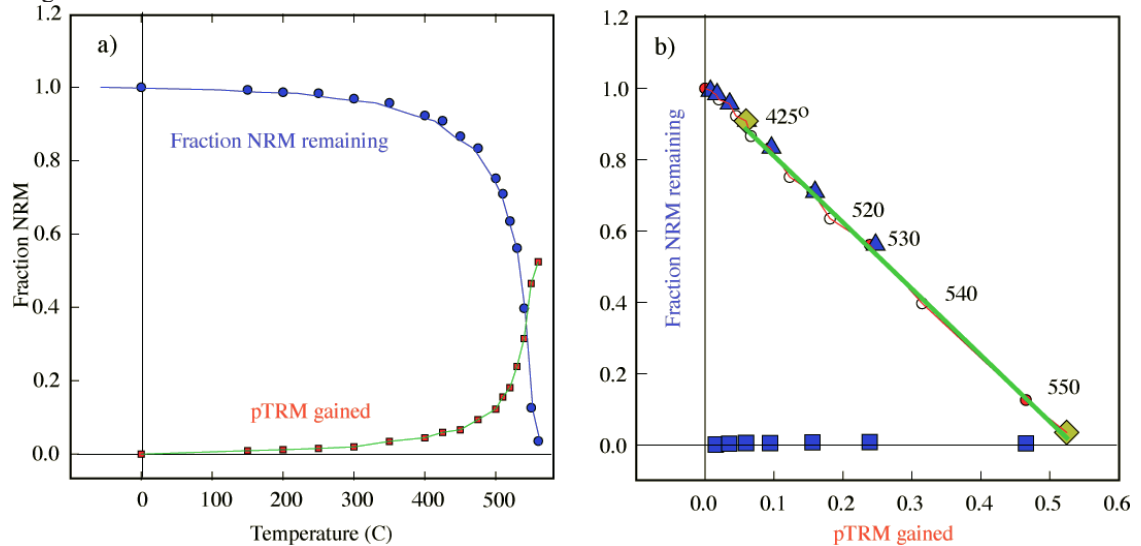 a)
1.2
1.0
0.8
0.6
0.4
0.2
0.0
Fraction NRM
Fraction NRM remaining
pTRM gained
0 100 200 300 400 500
Temperature (C)
b)
1.2
1.0
0.8
0.6
0.4
0.2
0.0
Fraction NRM remaining
425o
520
530
540
550
0.0 0.1 0.2 0.3 0.4 0.5 0.6
pTRM gained